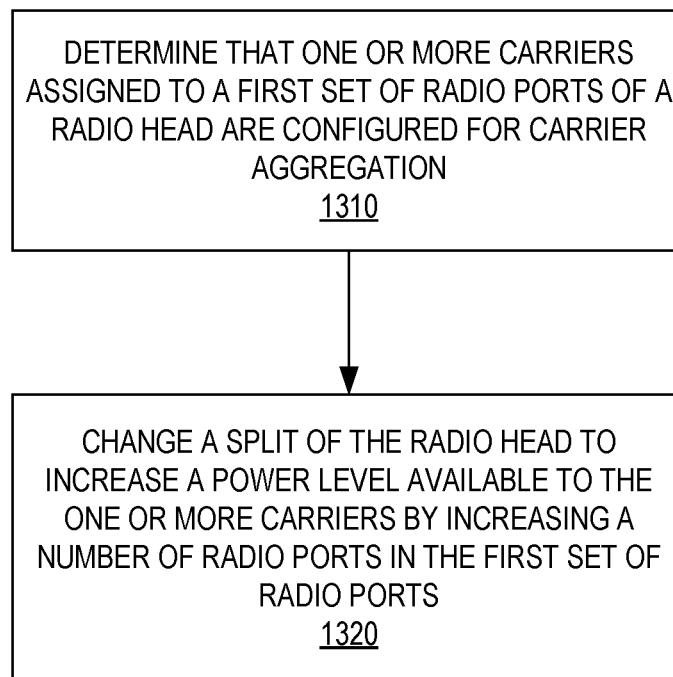 DETERMINE THAT ONE OR MORE CARRIERS
ASSIGNED TO A FIRST SET OF RADIO PORTS OF A
RADIO HEAD ARE CONFIGURED FOR CARRIER
AGGREGATION
1310
CHANGE A SPLIT OF THE RADIO HEAD TO
INCREASE A POWER LEVEL AVAILABLE TO THE
ONE OR MORE CARRIERS BY INCREASING A
NUMBER OF RADIO PORTS IN THE FIRST SET OF
RADIO PORTS
1320